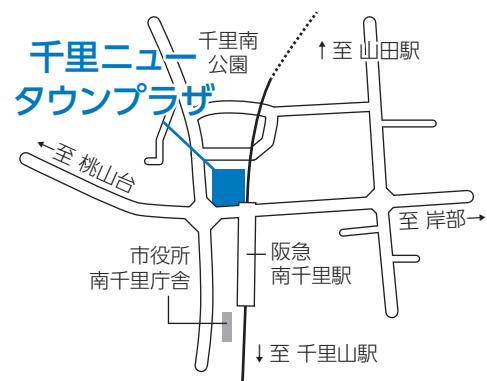 千里南
公園
↑至 山田駅
千里ニュー
タウンプラザ
←至 桃山台
至 岸部→
市役所
南千里庁舎
阪急
南千里駅
↓至 千里山駅